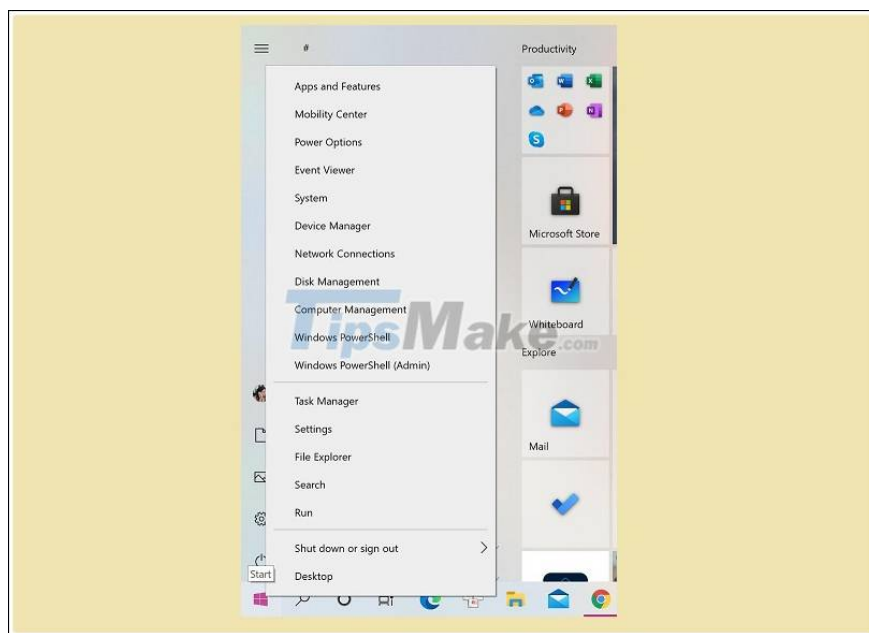 #
Productivity
Apps and Features
Mobility Center
Power Options
Event Viewer
System
Device Manager
Network Connections
Disk Management
Computer Management
Windows PowerShell
Windows PowerShell (Admin)
Task Manager
Settings
File Explorer
Search
Run
Shut down or sign out
Desktop
Start
Microsoft Store
Whiteboard
Explore
Mail
TipsMake.com